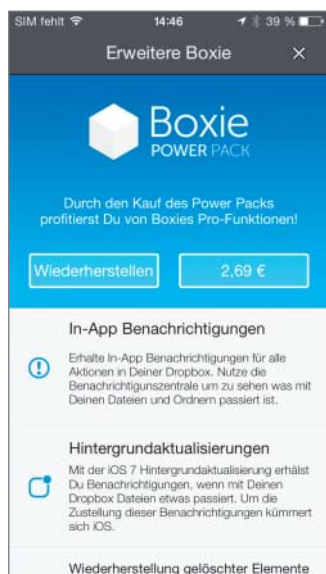 SIM fehlt 14:46 39 %
Erweitere Boxie ×
Boxie
POWER PACK
Durch den Kauf des Power Packs
profitierst Du von Boxies Pro-Funktionen!
Wiederherstellen 2,69 €
In-App Benachrichtigungen
Erhalte In-App Benachrichtigungen für alle
Aktionen in Deiner Dropbox. Nutze die
Benachrichtigunszentrale um zu sehen was mit
Deinen Dateien und Ordnern passiert ist.
Hintergrundaktualisierungen
Mit der iOS 7 Hintergrundaktualisierung erhälst
Du Benachrichtigungen, wenn mit Deinen
Dropbox Dateien etwas passiert. Um die
Zustellung dieser Benachrichtigungen kümmert
sich iOS.
Wiederherstellung gelöschter Elemente